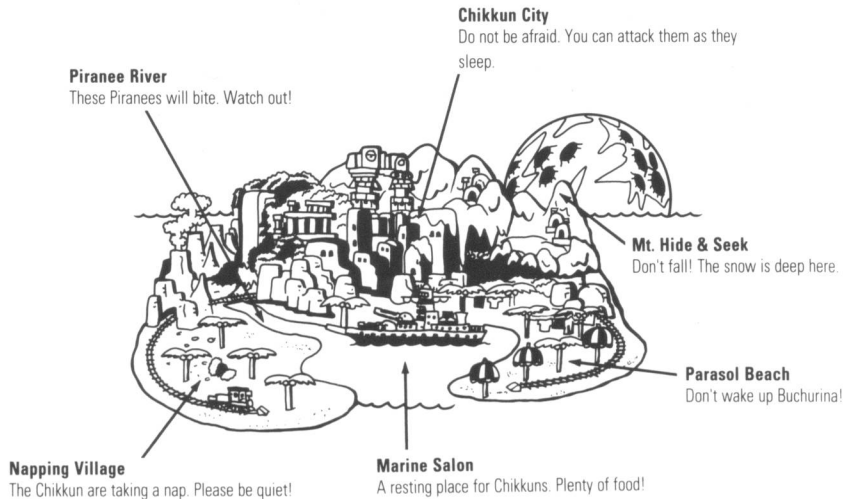 Chikkun City
Do not be afraid. You can attack them as they
sleep.
Piranee River
These Piranees will bite. Watch out!
Mt. Hide & Seek
Don't fall! The snow is deep here.
Parasol Beach
Don't wake up Buchurina!
Napping Village
The Chikkun are taking a nap. Please be quiet!
Marine Salon
A resting place for Chikkuns. Plenty of food!